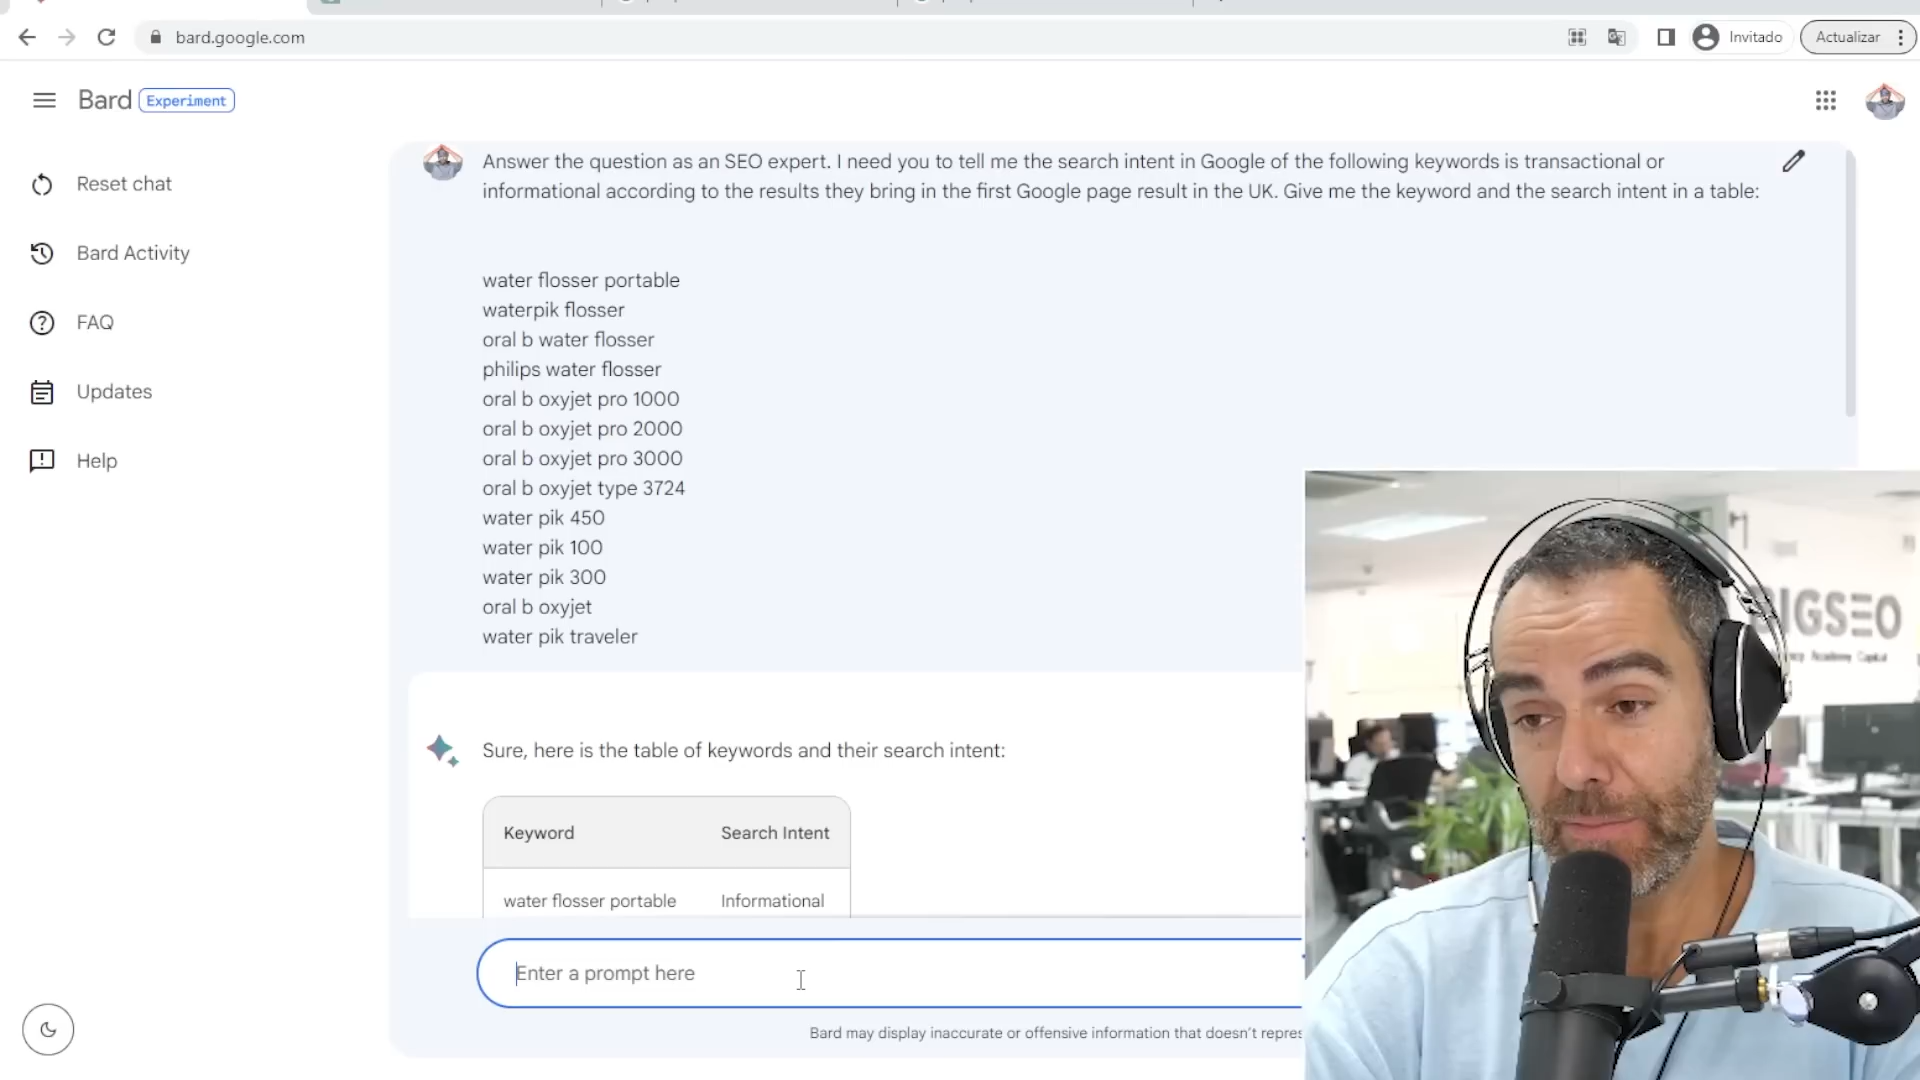 bard.google.com
Invitado
Actualizar
Bard Experiment
Reset chat
Bard Activity
FAQ
Updates
Help
Answer the question as an SEO expert. I need you to tell me the search intent in Google of the following keywords is transactional or
informational according to the results they bring in the first Google page result in the UK. Give me the keyword and the search intent in a table:
water flosser portable
waterpik flosser
oral b water flosser
philips water flosser
oral b oxyjet pro 1000
oral b oxyjet pro 2000
oral b oxyjet pro 3000
oral b oxyjet type 3724
water pik 450
water pik 100
water pik 300
oral b oxyjet
water pik traveler
Sure, here is the table of keywords and their search intent:
Keyword Search Intent
water flosser portable Informational
Enter a prompt here
Bard may display inaccurate or offensive information that doesn't repres
BIGSEO
Academy Capital